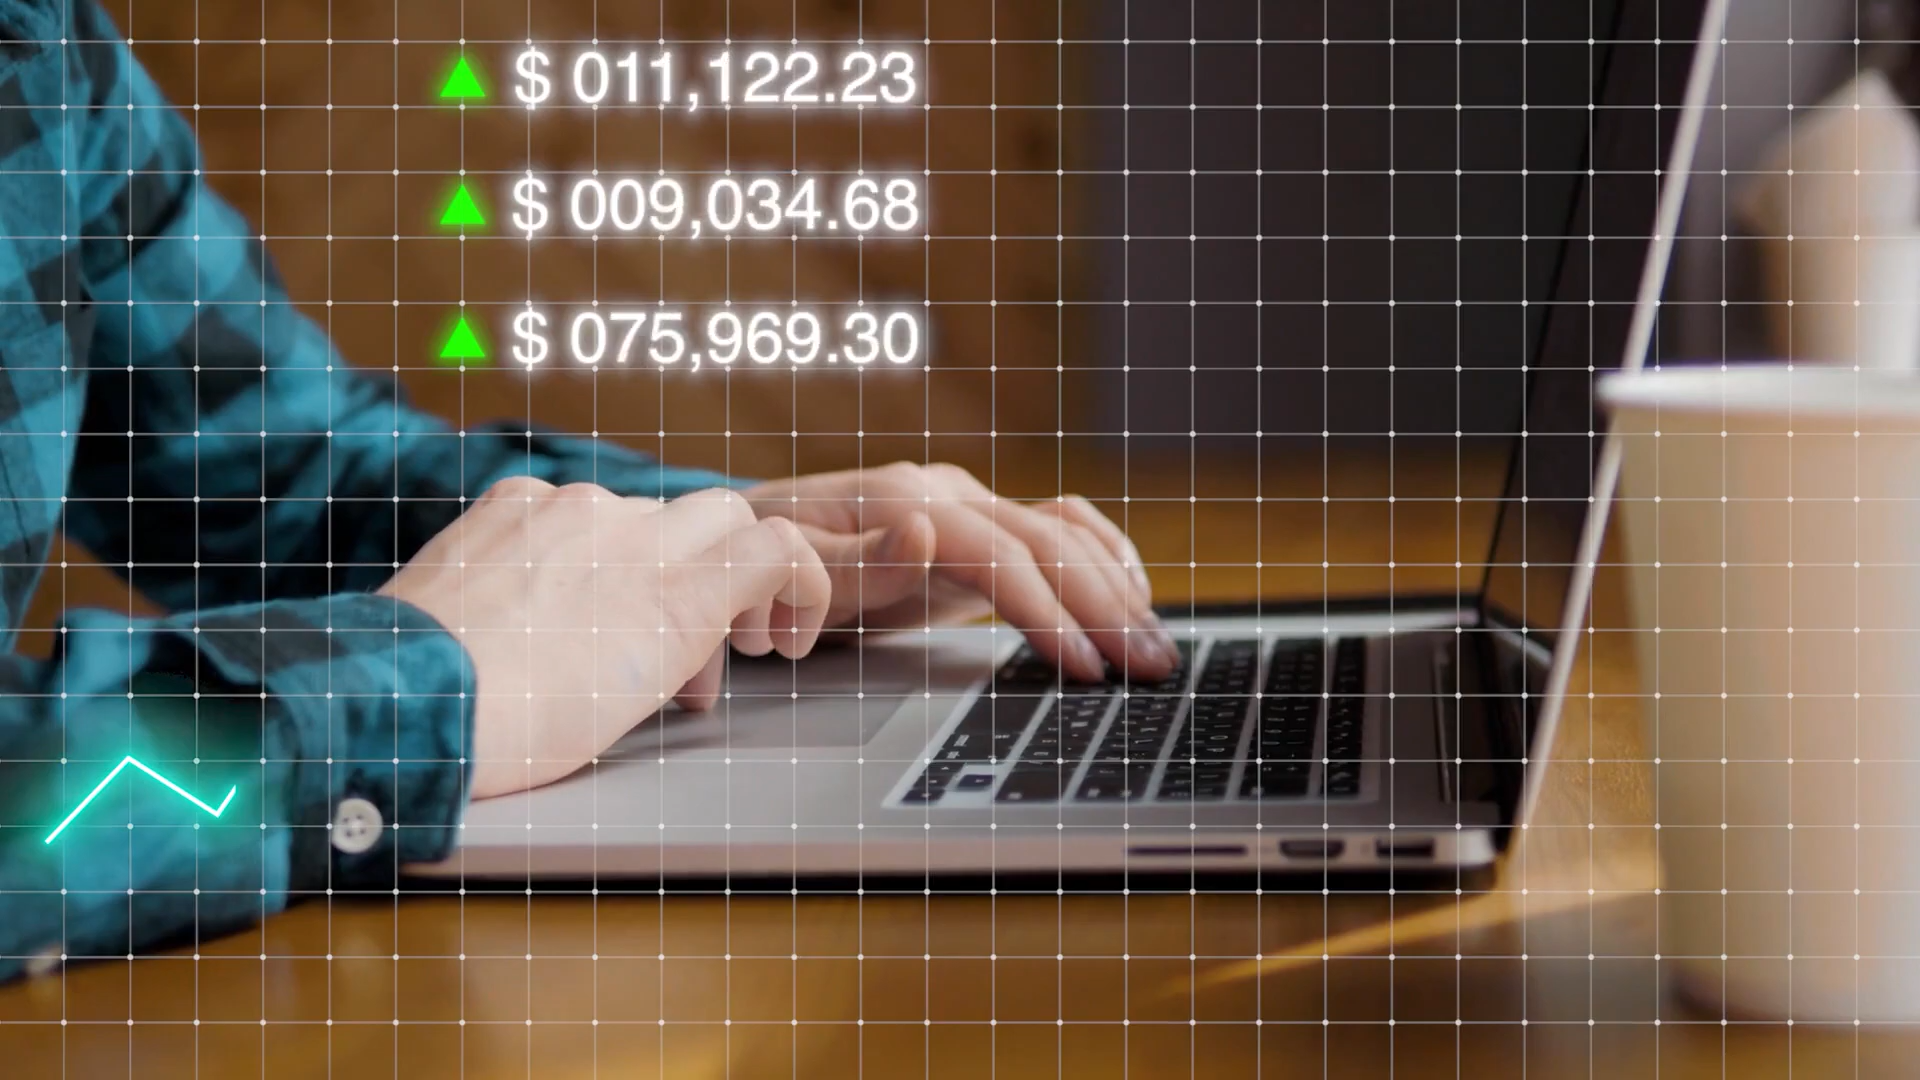 $ 011,122.23
$ 009,034.68
$ 075,969.30